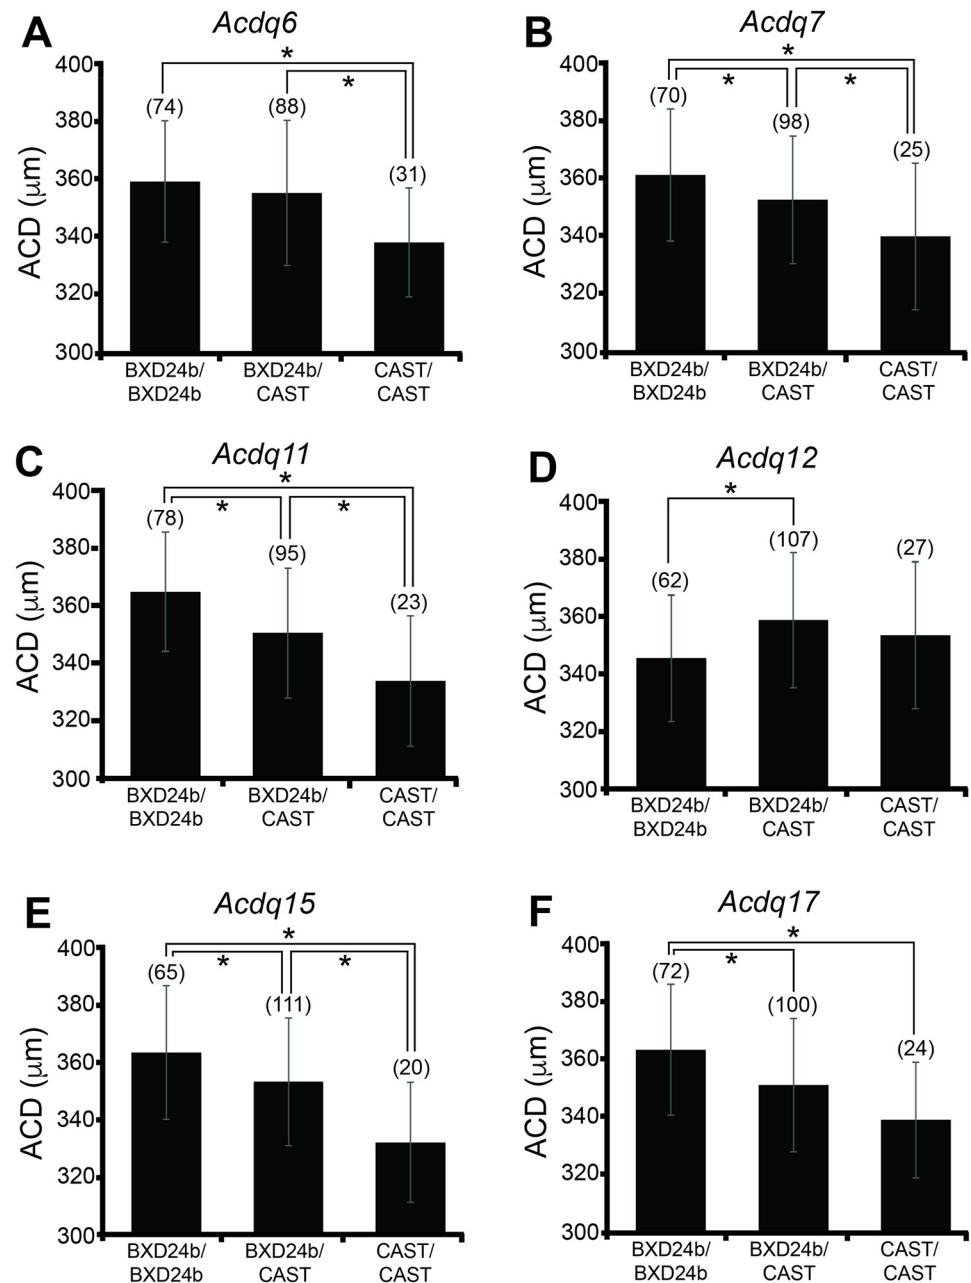 A
Acdq6
*
*
400
380
360
340
320
300
ACD (μm)
(74)
(88)
(31)
BXD24b/
BXD24b
BXD24b/
CAST
CAST/
CAST
B
Acdq7
*
*
*
400
380
360
340
320
300
ACD (μm)
(70)
(98)
(25)
BXD24b/
BXD24b
BXD24b/
CAST
CAST/
CAST
C
Acdq11
*
*
*
400
380
360
340
320
300
ACD (μm)
(78)
(95)
(23)
BXD24b/
BXD24b
BXD24b/
CAST
CAST/
CAST
D
Acdq12
*
400
380
360
340
320
300
ACD (μm)
(62)
(107)
(27)
BXD24b/
BXD24b
BXD24b/
CAST
CAST/
CAST
E
Acdq15
*
*
*
400
380
360
340
320
300
ACD (μm)
(65)
(111)
(20)
BXD24b/
BXD24b
BXD24b/
CAST
CAST/
CAST
F
Acdq17
*
*
400
380
360
340
320
300
ACD (μm)
(72)
(100)
(24)
BXD24b/
BXD24b
BXD24b/
CAST
CAST/
CAST